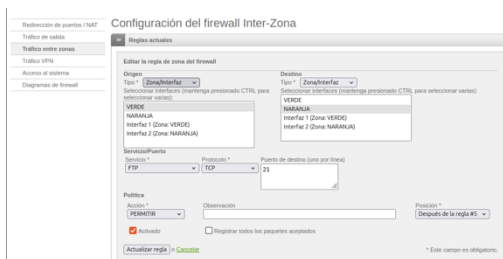 Redirección de puertos / NAT
Tráfico de salida
Tráfico entre zonas
Tráfico VPN
Acceso al sistema
Diagramas de firewall
Configuración del firewall Inter-Zona
Reglas actuales
Editar la regla de zona del firewall
Origen
Tipo * Zona/Interfaz
Seleccionar interfaces (mantenga presionado CTRL para
seleccionar varias):
VERDE
NARANJA
Interfaz 1 (Zona: VERDE)
Interfaz 2 (Zona: NARANJA)
Destino
Tipo * Zona/Interfaz
Seleccionar interfaces (mantenga presionado CTRL para seleccionar varias):
VERDE
NARANJA
Interfaz 1 (Zona: VERDE)
Interfaz 2 (Zona: NARANJA)
Servicio/Puerto
Servicio * Protocolo * Puerto de destino (uno por línea)
FTP TCP 21
Política
Acción * Observación Posición *
PERMITIR Después de la regla #5
Activado Registrar todos los paquetes aceptados
Actualizar regla o Cancelar * Este campo es obligatorio.